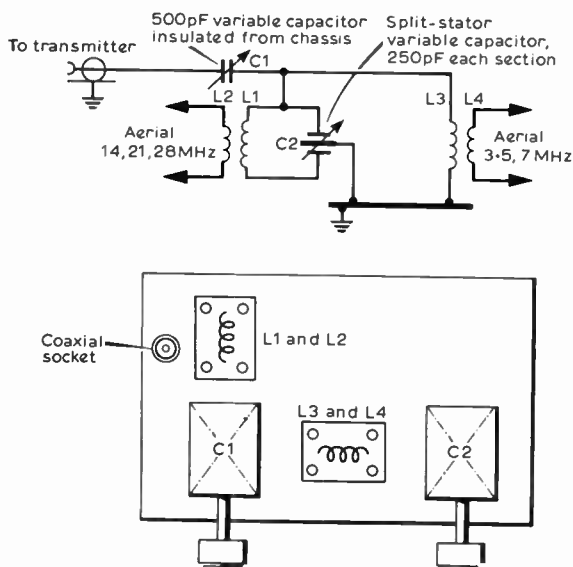 500pF variable capacitor
insulated from chassis
Split-stator
variable capacitor,
250pF each section
To transmitter
C1
L2
L1
L3
L4
C2
Aerial
14,21,28MHz
Aerial
3·5, 7 MHz
Coaxial
socket
L1 and L2
L3 and L4
C1
C2